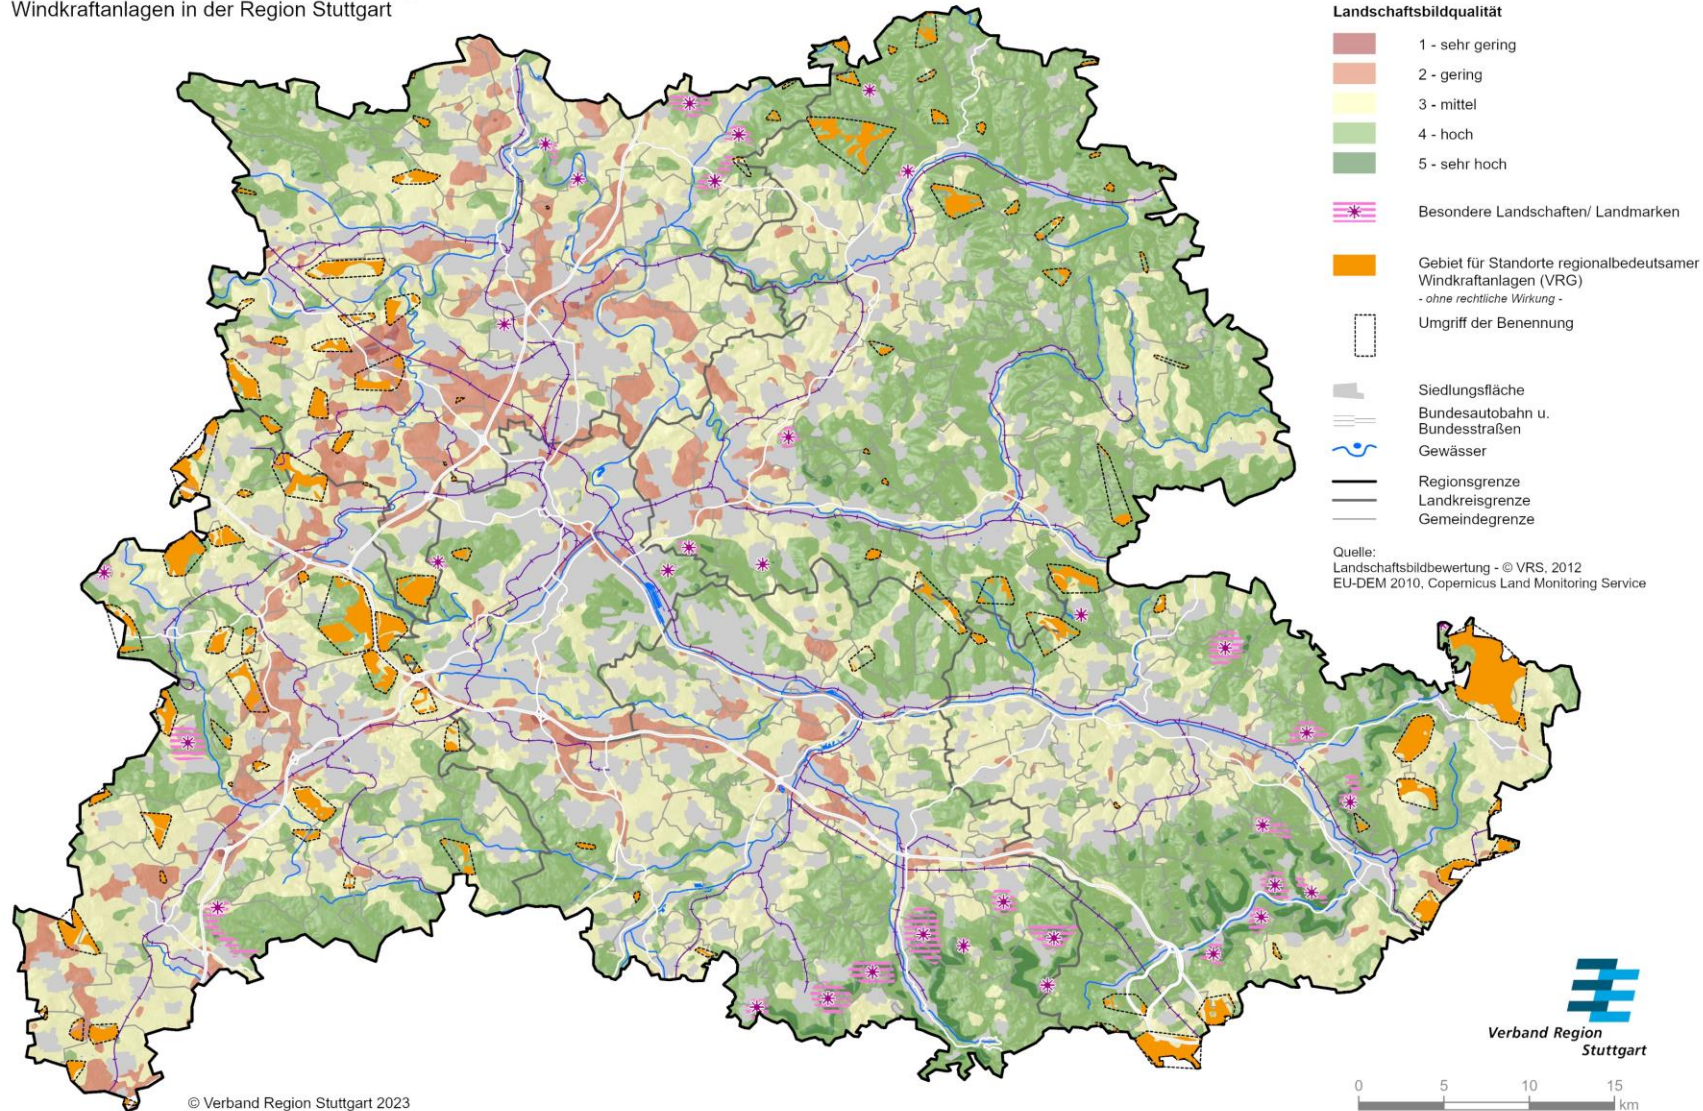 Windkraftanlagen in der Region Stuttgart
Landschaftsbildqualität
1 - sehr gering
2 - gering
3 - mittel
4 - hoch
5 - sehr hoch
Besondere Landschaften/ Landmarken
Gebiet für Standorte regionalbedeutsamer
Windkraftanlagen (VRG)
- ohne rechtliche Wirkung -
Umgriff der Benennung
Siedlungsfläche
Bundesautobahn u.
Bundesstraßen
Gewässer
Regionsgrenze
Landkreisgrenze
Gemeindegrenze
Quelle:
Landschaftsbildbewertung - © VRS, 2012
EU-DEM 2010, Copernicus Land Monitoring Service
Verband Region
Stuttgart
0 5 10 15
km
© Verband Region Stuttgart 2023